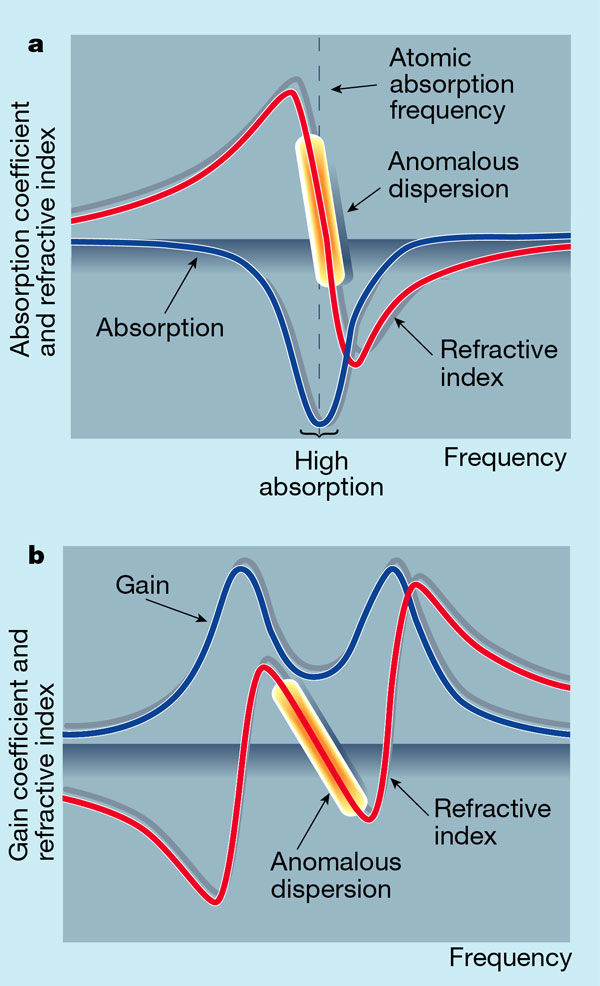 a
Absorption coefficient
and refractive index
Atomic
absorption
frequency
Anomalous
dispersion
Absorption
Refractive
index
High
absorption
Frequency
b
Gain coefficient and
refractive index
Gain
Refractive
index
Anomalous
dispersion
Frequency